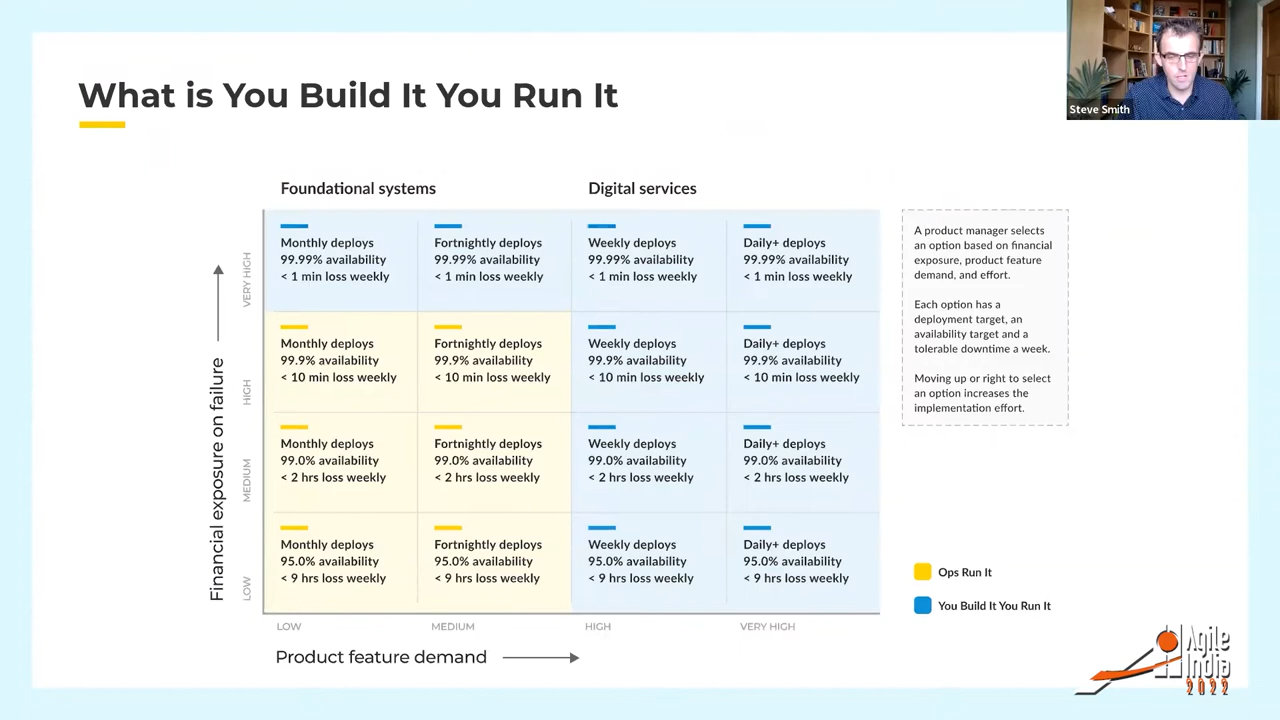 What is You Build It You Run It
Steve Smith
Foundational systems
Digital services
Financial exposure on failure
VERY HIGH
Monthly deploys
99.99% availability
< 1 min loss weekly
Fortnightly deploys
99.99% availability
< 1 min loss weekly
Weekly deploys
99.99% availability
< 1 min loss weekly
Daily+ deploys
99.99% availability
< 1 min loss weekly
HIGH
Monthly deploys
99.9% availability
< 10 min loss weekly
Fortnightly deploys
99.9% availability
< 10 min loss weekly
Weekly deploys
99.9% availability
< 10 min loss weekly
Daily+ deploys
99.9% availability
< 10 min loss weekly
MEDIUM
Monthly deploys
99.0% availability
< 2 hrs loss weekly
Fortnightly deploys
99.0% availability
< 2 hrs loss weekly
Weekly deploys
99.0% availability
< 2 hrs loss weekly
Daily+ deploys
99.0% availability
< 2 hrs loss weekly
LOW
Monthly deploys
95.0% availability
< 9 hrs loss weekly
Fortnightly deploys
95.0% availability
< 9 hrs loss weekly
Weekly deploys
95.0% availability
< 9 hrs loss weekly
Daily+ deploys
95.0% availability
< 9 hrs loss weekly
LOW
MEDIUM
HIGH
VERY HIGH
Product feature demand
A product manager selects
an option based on financial
exposure, product feature
demand, and effort.
Each option has a
deployment target, an
availability target and a
tolerable downtime a week.
Moving up or right to select
an option increases the
implementation effort.
Ops Run It
You Build It You Run It
Agile
India
2022